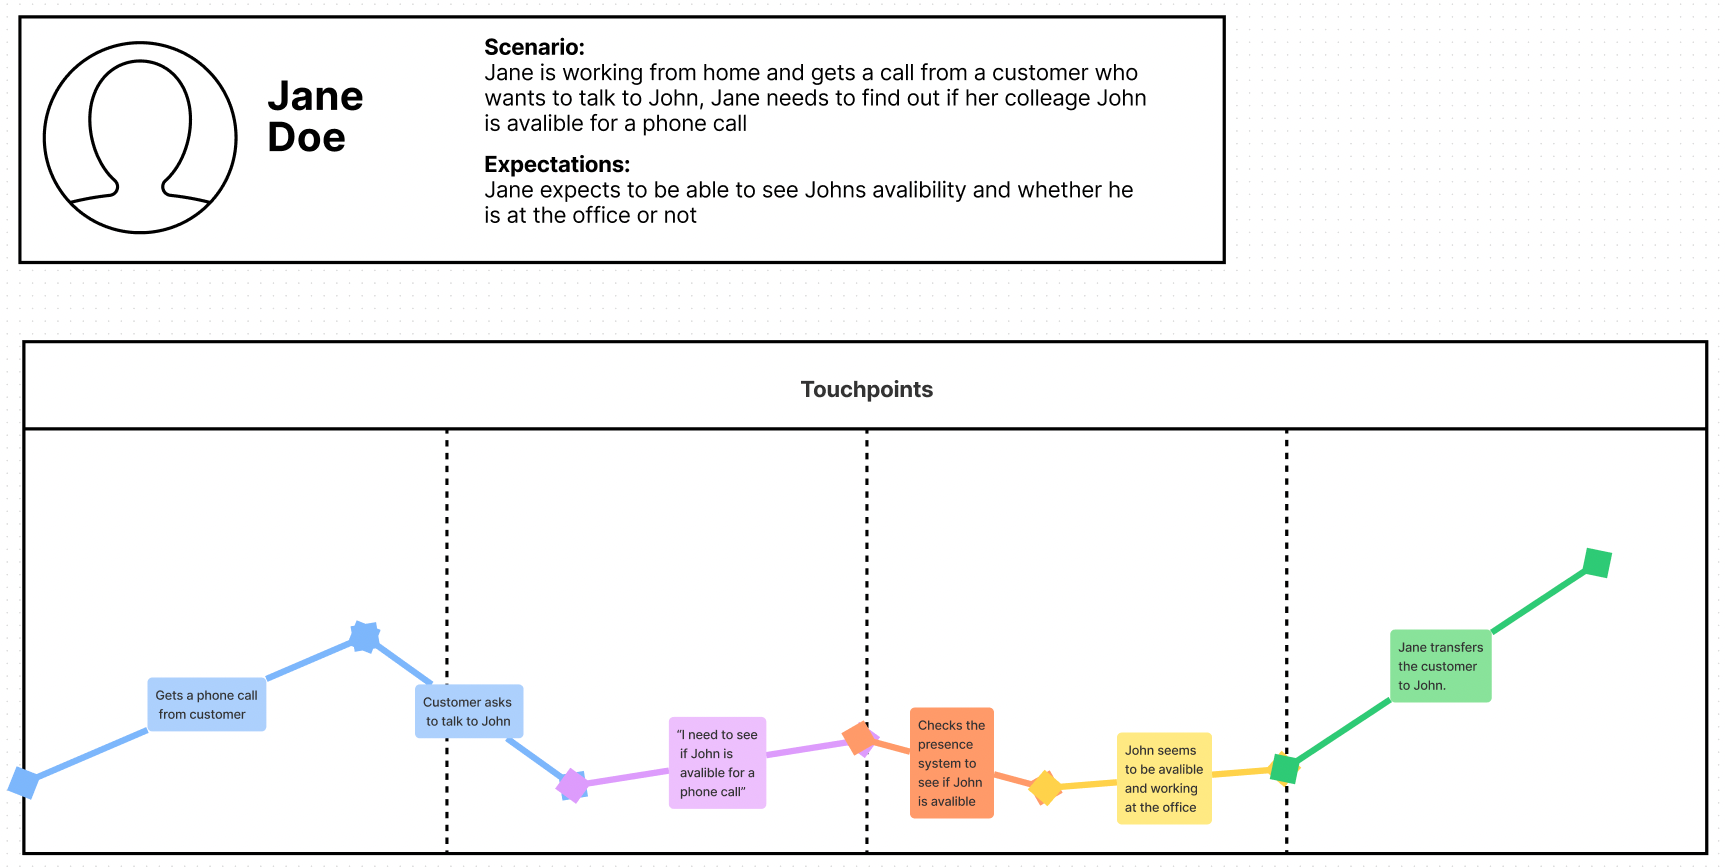 Jane
Doe
Scenario:
Jane is working from home and gets a call from a customer who
wants to talk to John, Jane needs to find out if her colleage John
is avalible for a phone call
Expectations:
Jane expects to be able to see Johns avalibility and whether he
is at the office or not
Touchpoints
Gets a phone call
from customer
Customer asks
to talk to John
“I need to see
if John is
avalible for a
phone call”
Checks the
presence
system to
see if John
is avalible
John seems
to be avalible
and working
at the office
Jane transfers
the customer
to John.